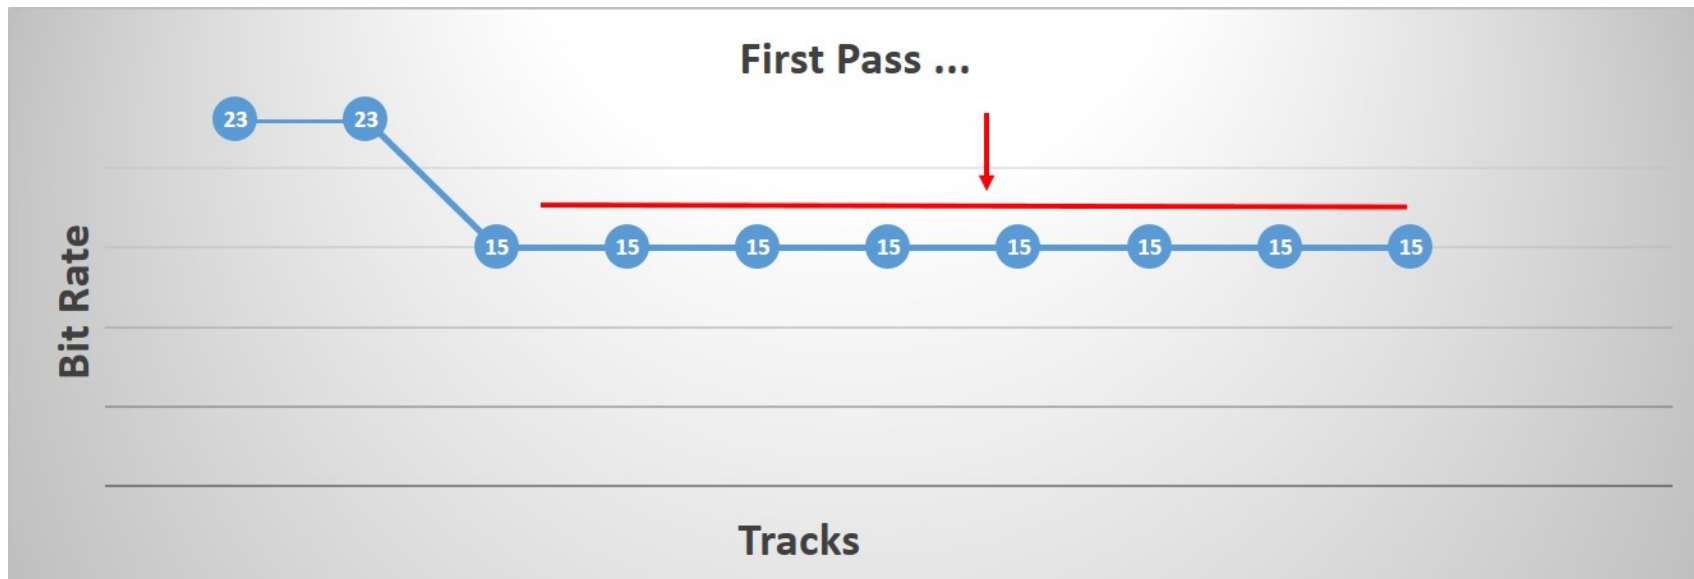 First Pass ...
23 23
15 15 15 15 15 15 15 15
Bit Rate
Tracks